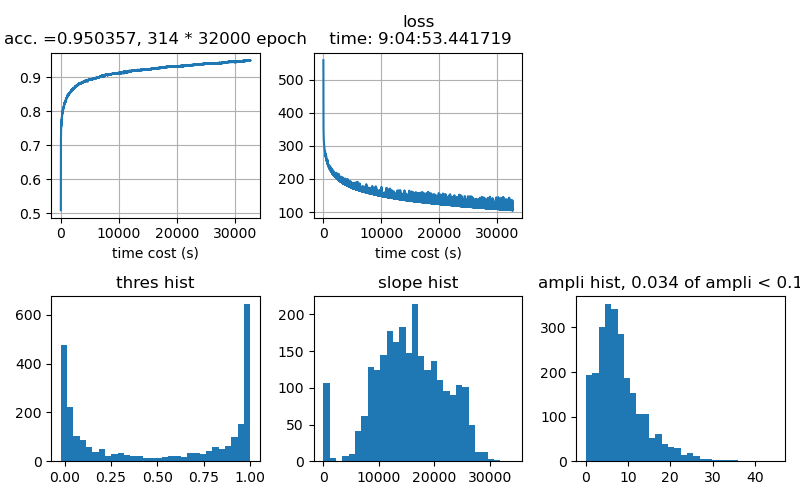 acc. =0.950357, 314 * 32000 epoch
0.9
0.8
0.7
0.6
0.5
0 10000 20000 30000
time cost (s)
loss
time: 9:04:53.441719
500
400
300
200
100
0 10000 20000 30000
time cost (s)
thres hist
600
400
200
0
0.00 0.25 0.50 0.75 1.00
slope hist
200
150
100
50
0
0 10000 20000 30000
ampli hist, 0.034 of ampli < 0.1
300
200
100
0
0 10 20 30 40